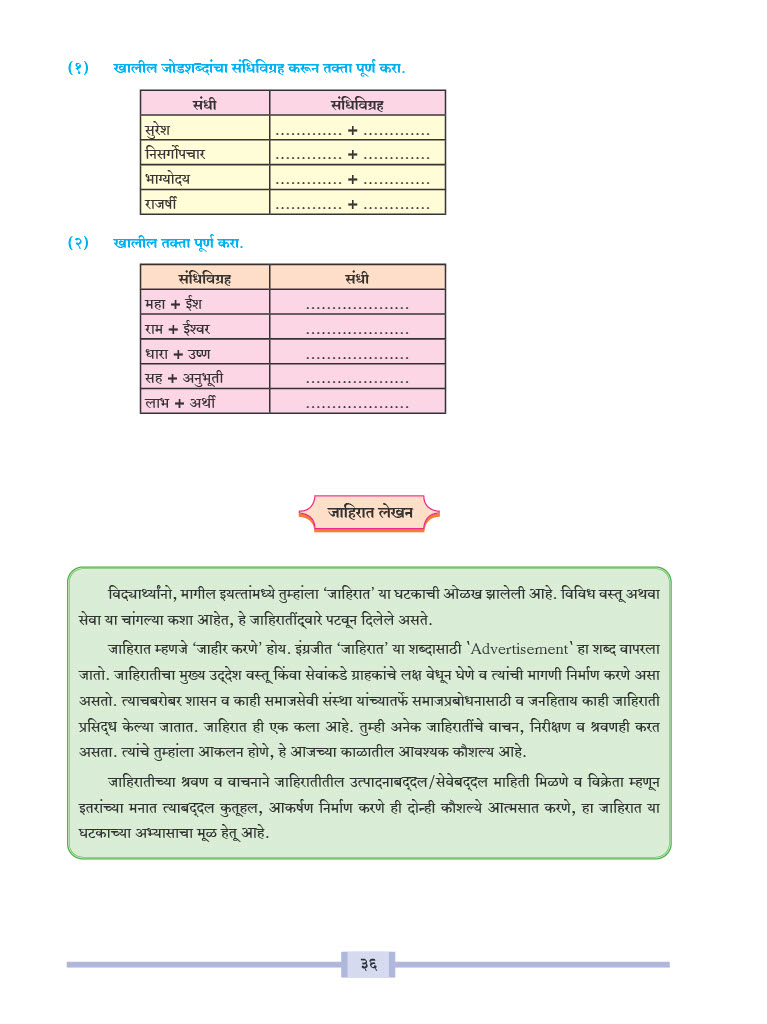 (१) खालील जोडशब्दांचा संधिविग्रह करून तक्ता पूर्ण करा.
संधी संधिविग्रह
सुरेश ............. + .............
निसर्गोपचार ............. + .............
भाग्योदय ............. + .............
राजर्षी ............. + .............
(२) खालील तक्ता पूर्ण करा.
संधिविग्रह संधी
महा + ईश ....................
राम + ईश्वर ....................
धारा + उष्ण ....................
सह + अनुभूती ....................
लाभ + अर्थी ....................
जाहिरात लेखन
विद्यार्थ्यांनो, मागील इयत्तांमध्ये तुम्हांला ‘जाहिरात’ या घटकाची ओळख झालेली आहे. विविध वस्तू अथवा
सेवा या चांगल्या कशा आहेत, हे जाहिरातींद्वारे पटवून दिलेले असते.
जाहिरात म्हणजे ‘जाहीर करणे’ होय. इंग्रजीत ‘जाहिरात’ या शब्दासाठी ‘Advertisement‘ हा शब्द वापरला
जातो. जाहिरातीचा मुख्य उद्देश वस्तू किंवा सेवांकडे ग्राहकांचे लक्ष वेधून घेणे व त्यांची मागणी निर्माण करणे असा
असतो. त्याचबरोबर शासन व काही समाजसेवी संस्था यांच्यातर्फे समाजप्रबोधनासाठी व जनहिताय काही जाहिराती
प्रसिद्ध केल्या जातात. जाहिरात ही एक कला आहे. तुम्ही अनेक जाहिरातींचे वाचन, निरीक्षण व श्रवणही करत
असता. त्यांचे तुम्हांला आकलन होणे, हे आजच्या काळातील आवश्यक कौशल्य आहे.
जाहिरातीच्या श्रवण व वाचनाने जाहिरातीतील उत्पादनाबद्दल/सेवेबद्दल माहिती मिळणे व विक्रेता म्हणून
इतरांच्या मनात त्याबद्दल कुतूहल, आकर्षण निर्माण करणे ही दोन्ही कौशल्ये आत्मसात करणे, हा जाहिरात या
घटकाच्या अभ्यासाचा मूळ हेतू आहे.
३६